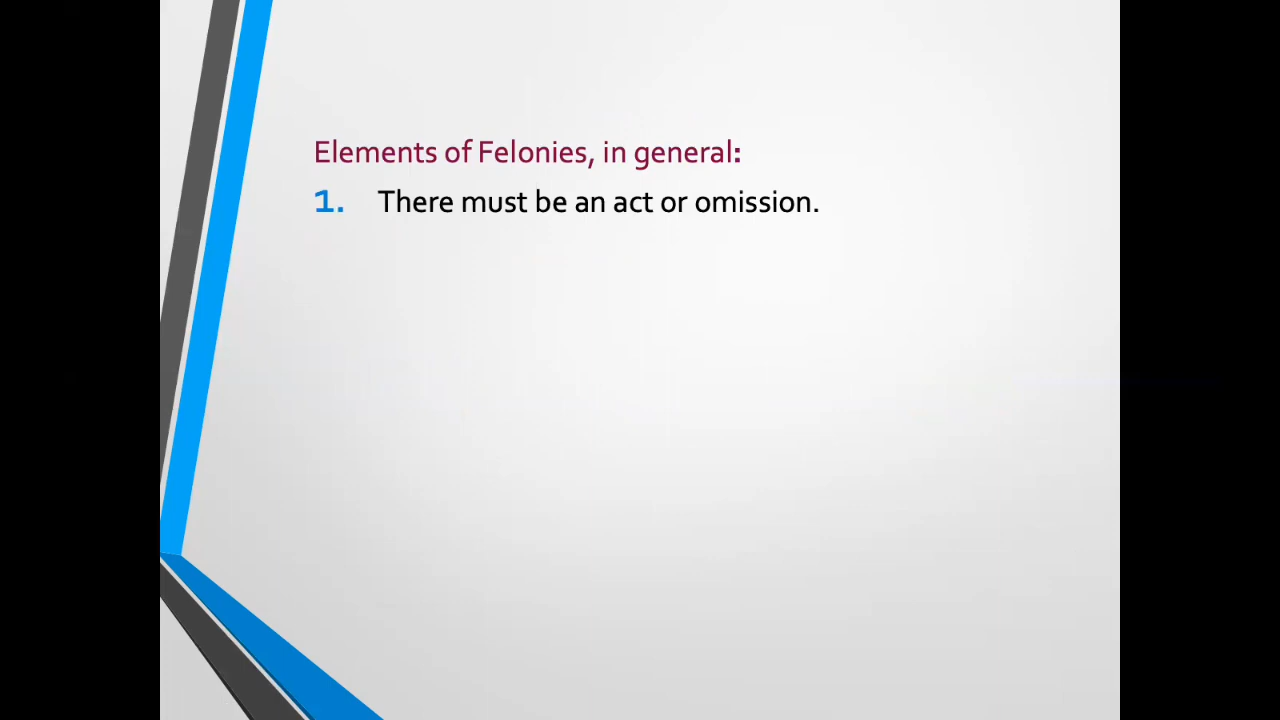 Elements of Felonies, in general:
1. There must be an act or omission.